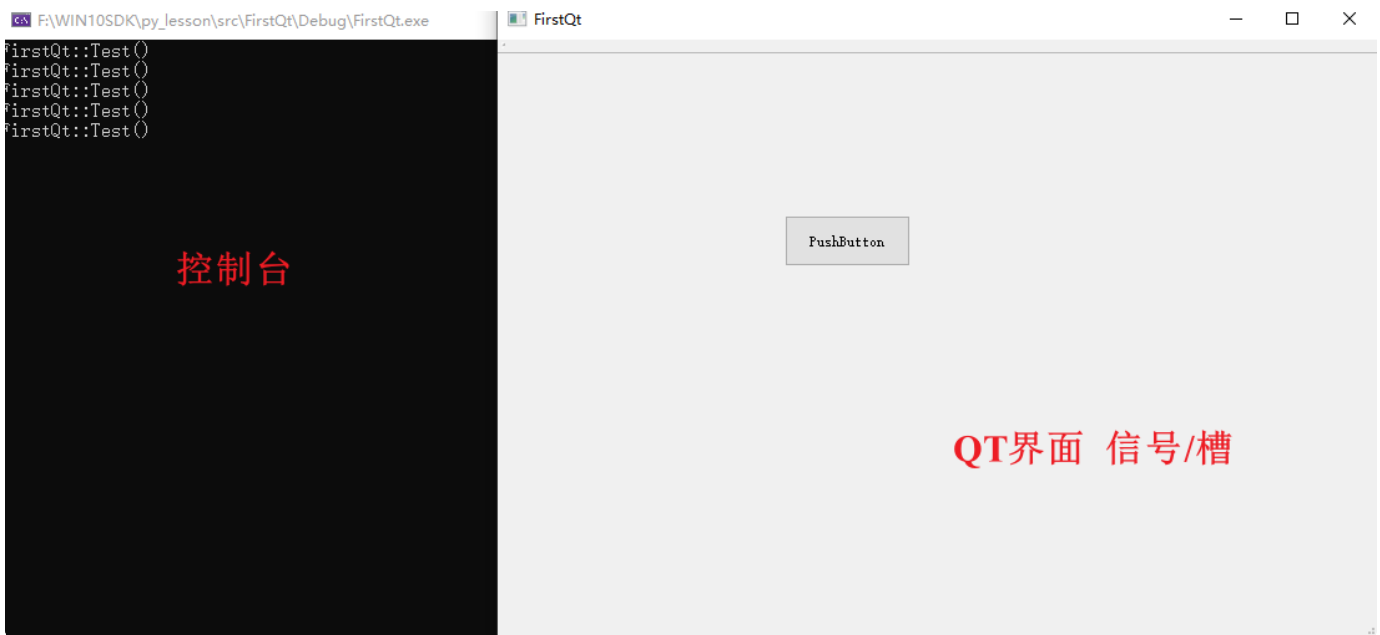 F:\WIN10SDK\py_lesson\src\FirstQt\Debug\FirstQt.exe
FirstQt
FirstQt::Test()
FirstQt::Test()
FirstQt::Test()
FirstQt::Test()
FirstQt::Test()
PushButton
控制台
QT界面 信号/槽